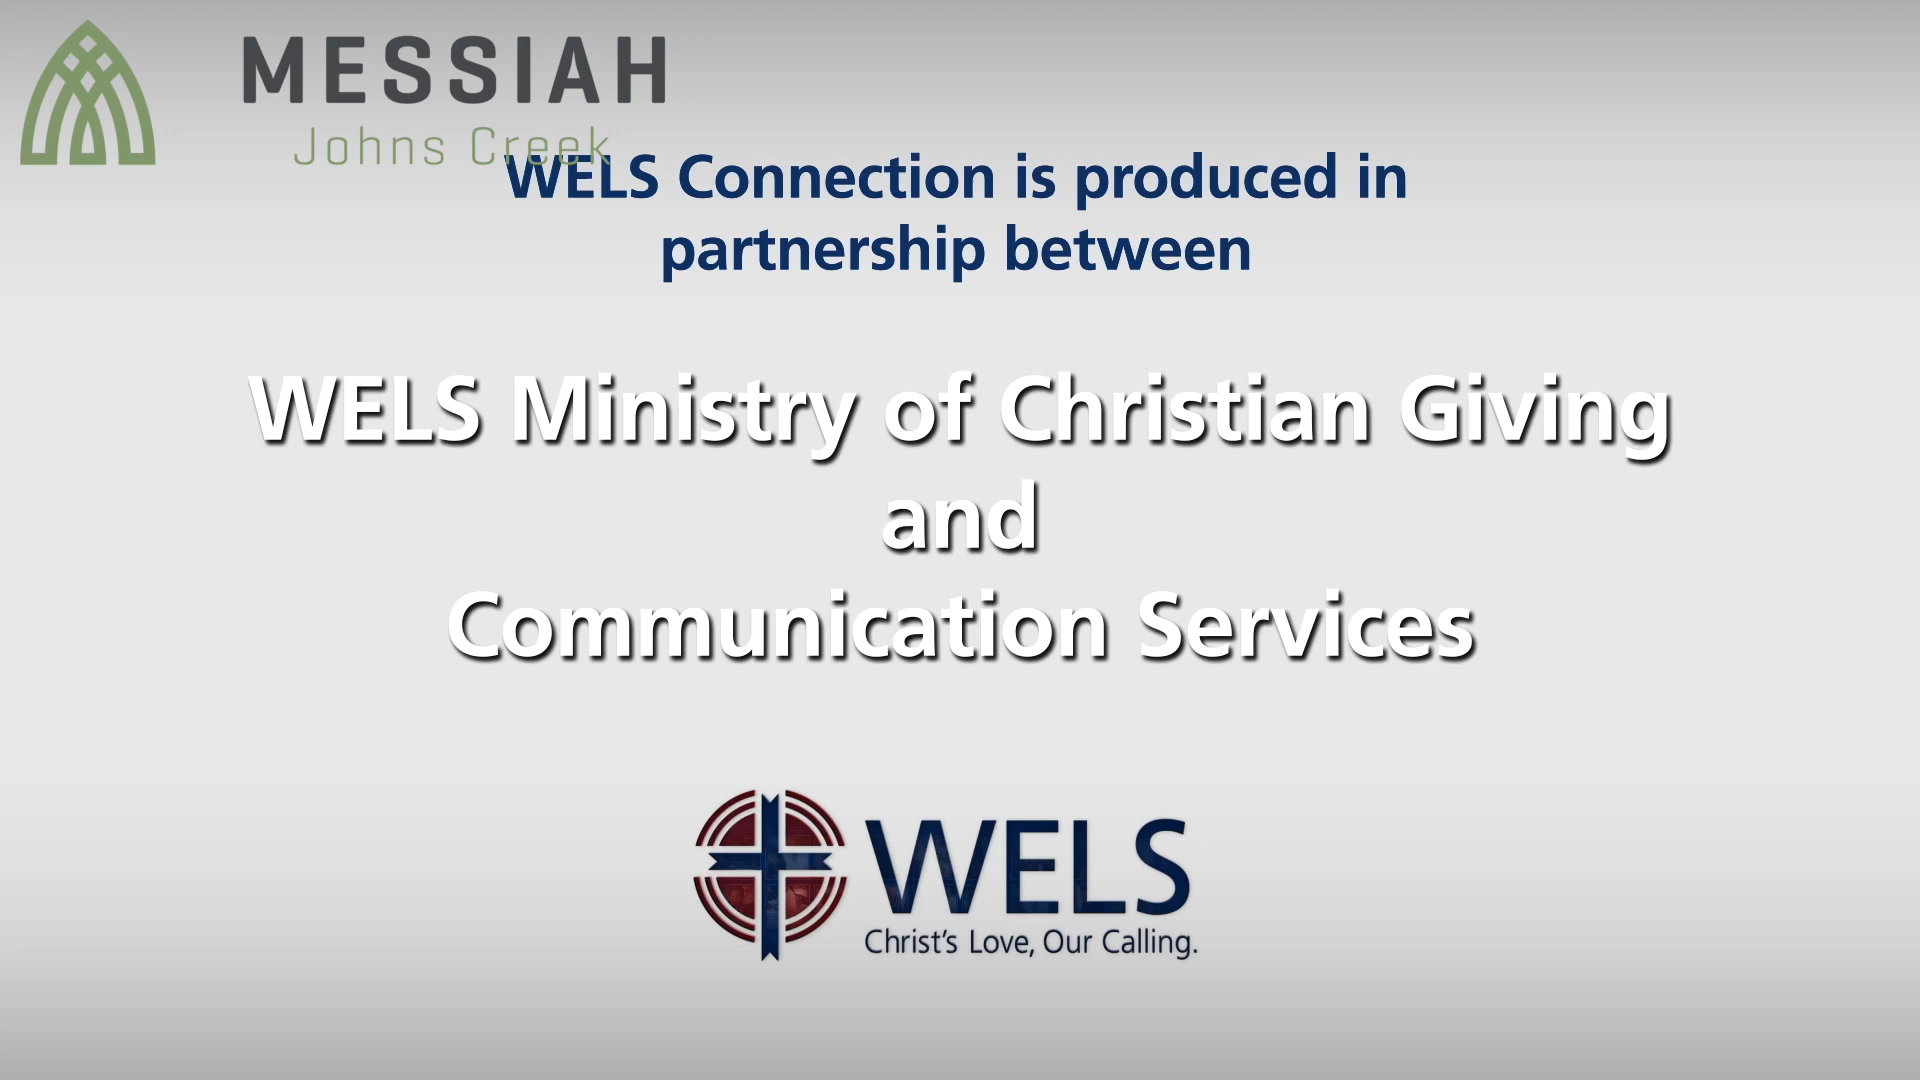 MESSIAH
Johns Creek
WELS Connection is produced in
partnership between
WELS Ministry of Christian Giving
and
Communication Services
WELS
Christ's Love, Our Calling.